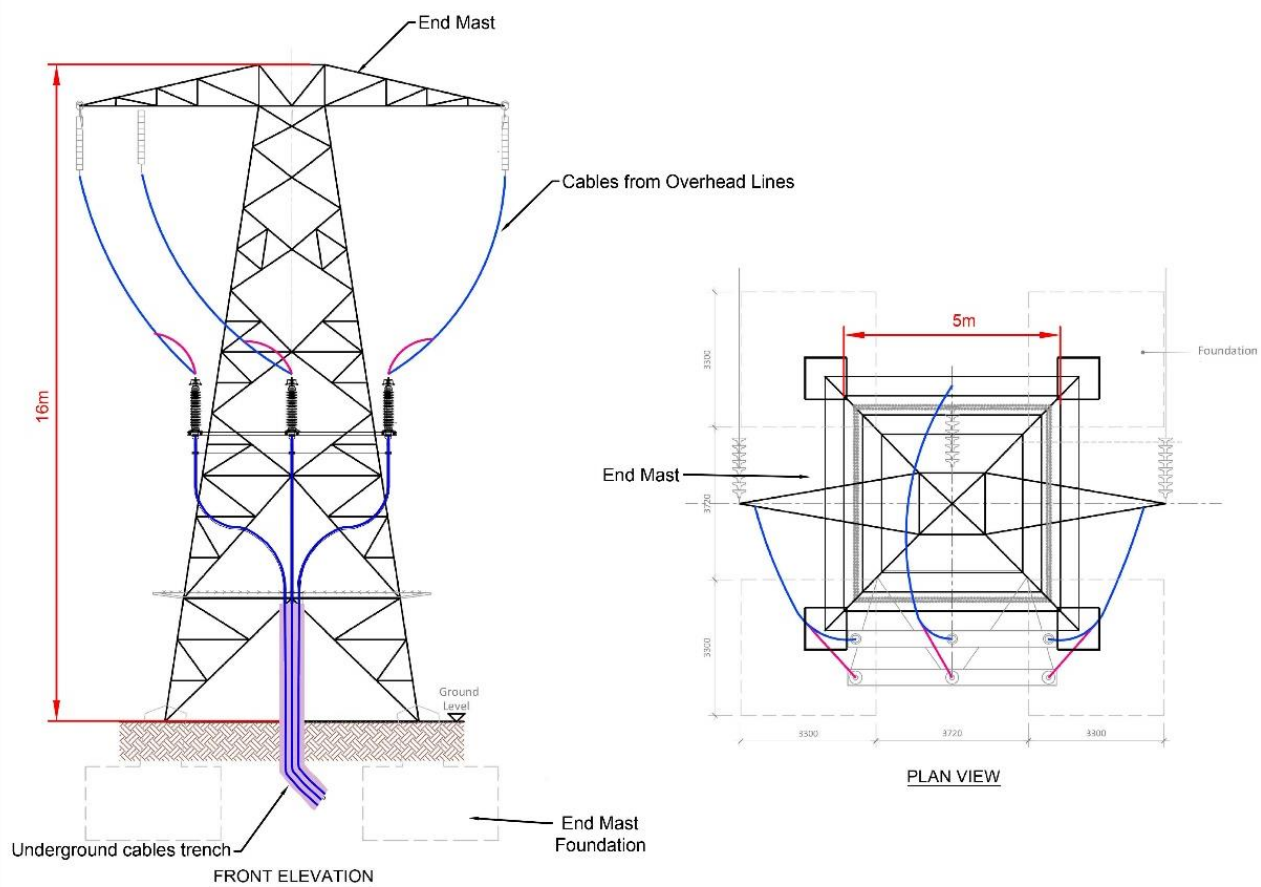 End Mast
Cables from Overhead Lines
16m
Ground
Level
Underground cables trench
End Mast
Foundation
FRONT ELEVATION
5m
Foundation
3300
End Mast
3720
3300
3300
3720
3300
PLAN VIEW